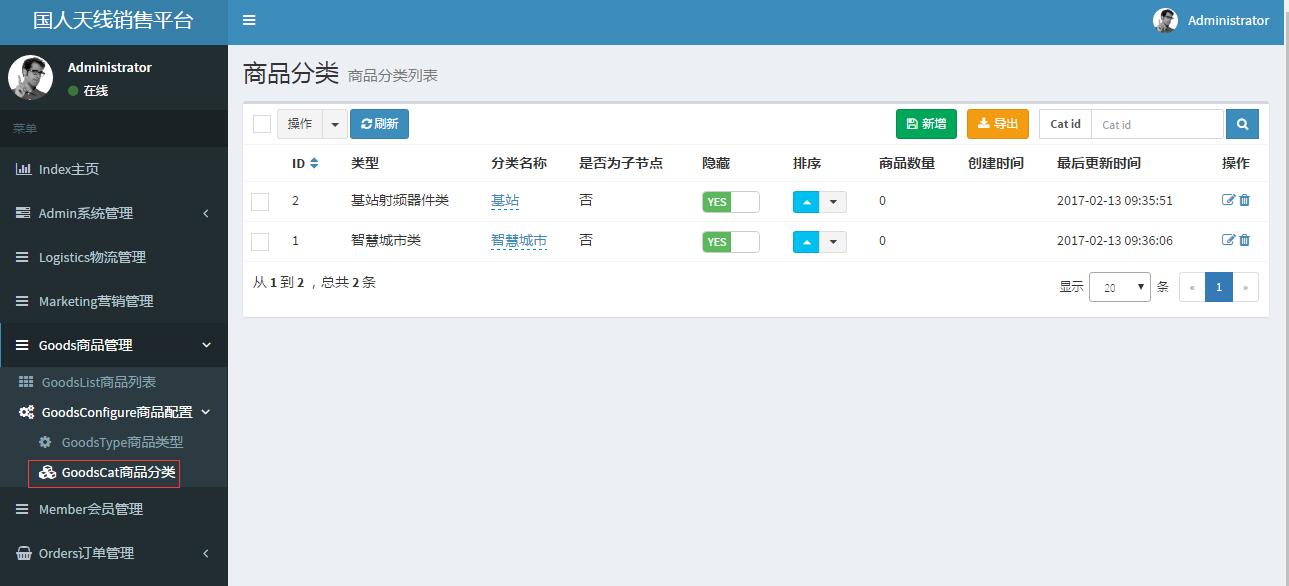 国人天线销售平台
Administrator
Administrator
在线
菜单
Index主页
Admin系统管理
Logistics物流管理
Marketing营销管理
Goods商品管理
GoodsList商品列表
GoodsConfigure商品配置
GoodsType商品类型
GoodsCat商品分类
Member会员管理
Orders订单管理
商品分类 商品分类列表
操作 刷新 新增 导出 Cat id Cat id
ID 类型 分类名称 是否为子节点 隐藏 排序 商品数量 创建时间 最后更新时间 操作
2 基站射频器件类 基站 否 YES 0 2017-02-13 09:35:51
1 智慧城市类 智慧城市 否 YES 0 2017-02-13 09:36:06
从 1 到 2 ，总共 2 条 显示 20 条 « 1 »